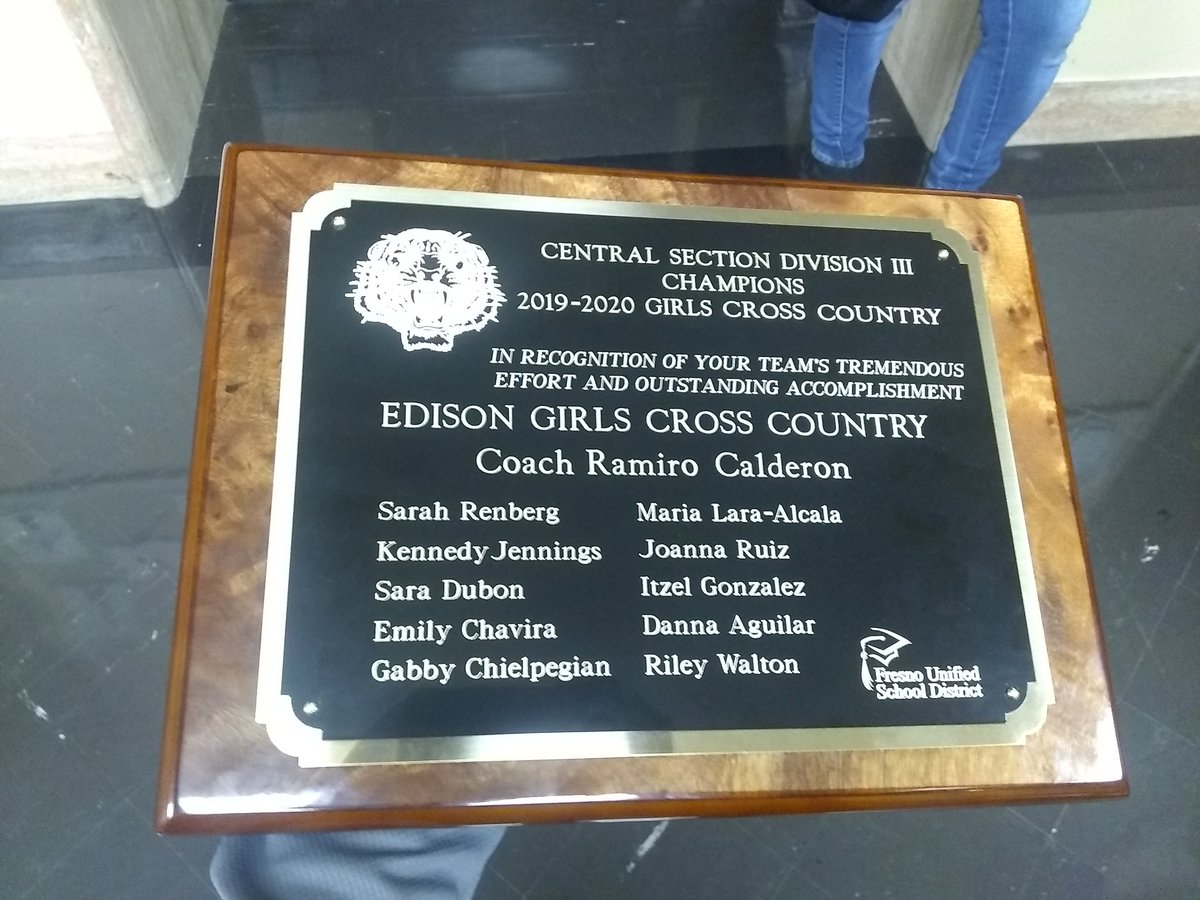 CENTRAL SECTION DIVISION III
CHAMPIONS
2019-2020 GIRLS CROSS COUNTRY
IN RECOGNITION OF YOUR TEAM'S TREMENDOUS
EFFORT AND OUTSTANDING ACCOMPLISHMENT
EDISON GIRLS CROSS COUNTRY
Coach Ramiro Calderon
Sarah Renberg
Kennedy Jennings
Sara Dubon
Emily Chavira
Gabby Chielpegian
Maria Lara-Alcala
Joanna Ruiz
Itzel Gonzalez
Danna Aguilar
Riley Walton
Fresno Unified
School District